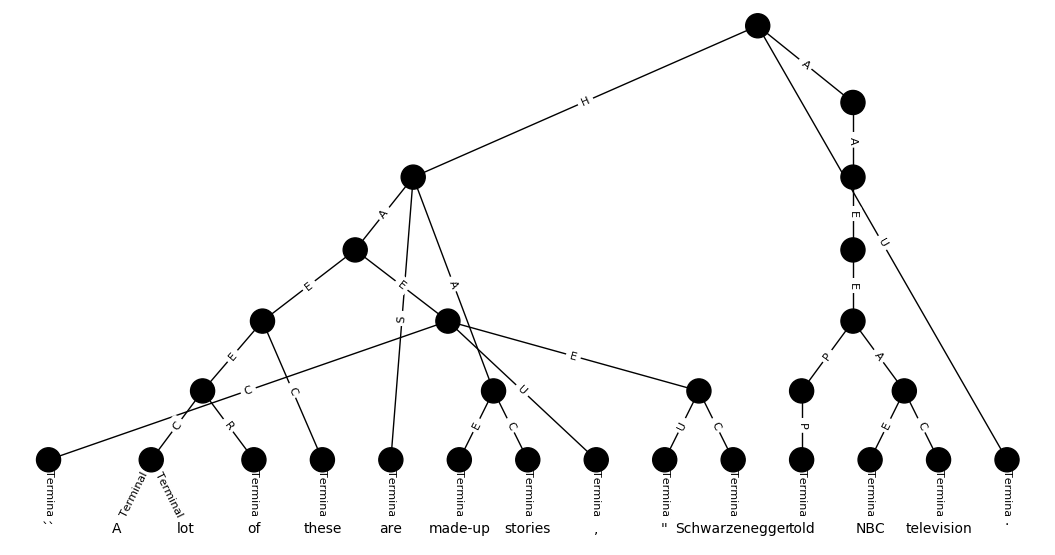 A
H
A
A
E
U
A
E
E
S
A
E
E
C
C
E
U
P
A
C
R
E
C
U
C
P
E
C
Terminal Terminal Terminal Terminal Terminal Terminal Terminal Terminal Terminal Terminal Terminal Terminal Terminal Terminal Terminal
`` A lot of these are made-up stories , " Schwarzenegger told NBC television .